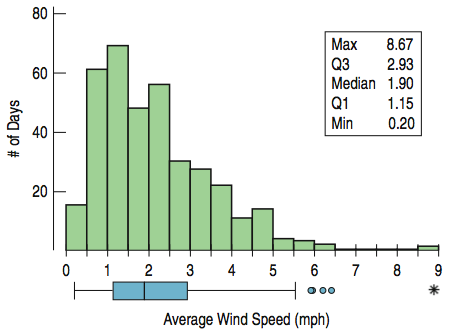 80
60
40
20
# of Days
Max 8.67
Q3 2.93
Median 1.90
Q1 1.15
Min 0.20
0 1 2 3 4 5 6 7 8 9
Average Wind Speed (mph)